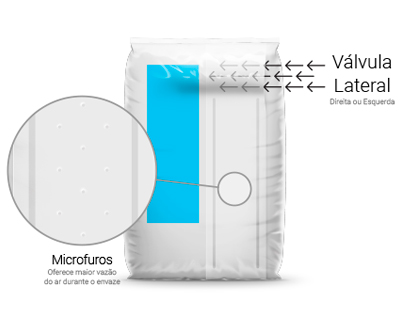 Válvula
Lateral
Direita ou Esquerda
Microfuros
Oferece maior vazão
do ar durante o envaze